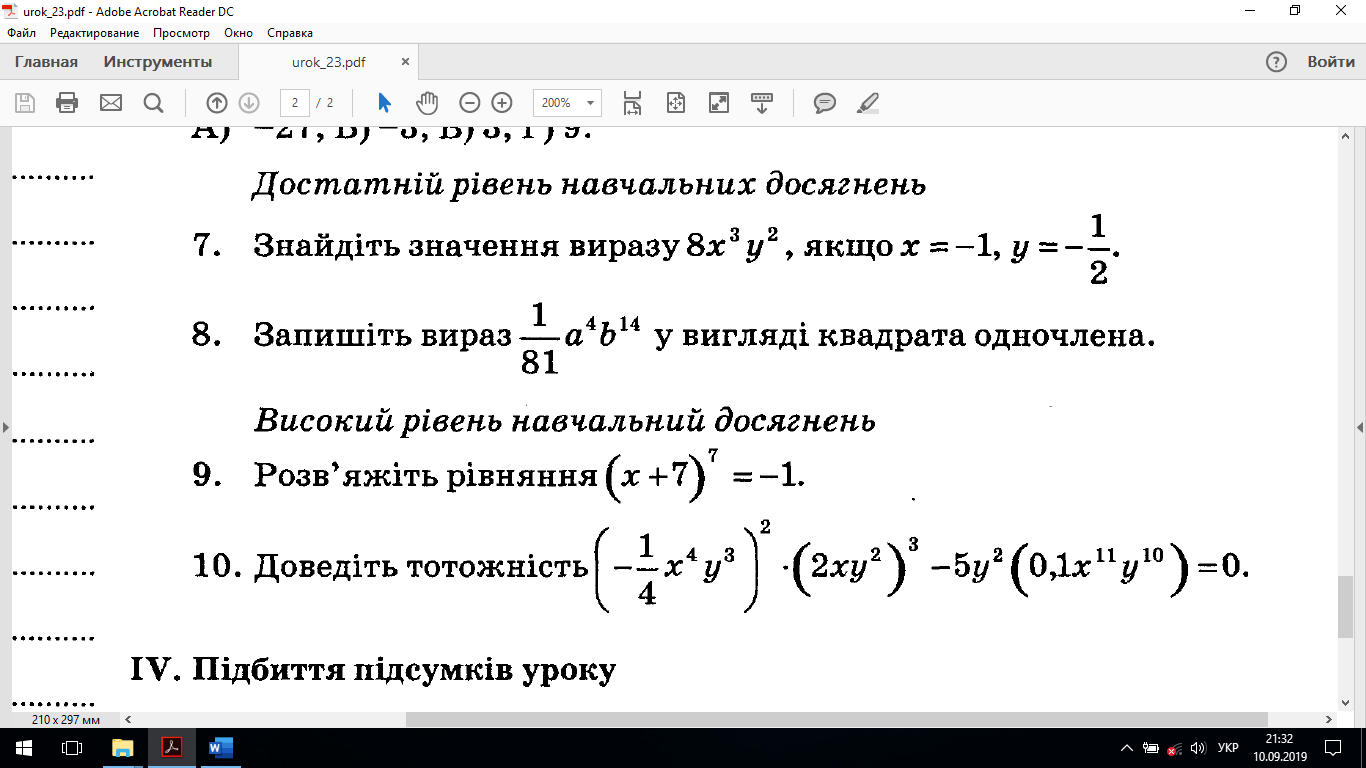 urok_23.pdf - Adobe Acrobat Reader DC
Файл Редактирование Просмотр Окно Справка
Главная Инструменты urok_23.pdf × Войти
2 / 2 200%
А) −27; Б) −3; В) 3; Г) 9.
Достатній рівень навчальних досягнень
7. Знайдіть значення виразу 8x³y², якщо x = −1, y = −1/2.
8. Запишіть вираз 1/81 a⁴b¹⁴ у вигляді квадрата одночлена.
Високий рівень навчальний досягнень
9. Розв’яжіть рівняння (x+7)⁷ = −1.
10. Доведіть тотожність (−1/4 x⁴y³)² · (2xy²)³ − 5y²(0,1x¹¹y¹⁰) = 0.
IV. Підбиття підсумків уроку
210 x 297 мм
УКР 21:32
10.09.2019